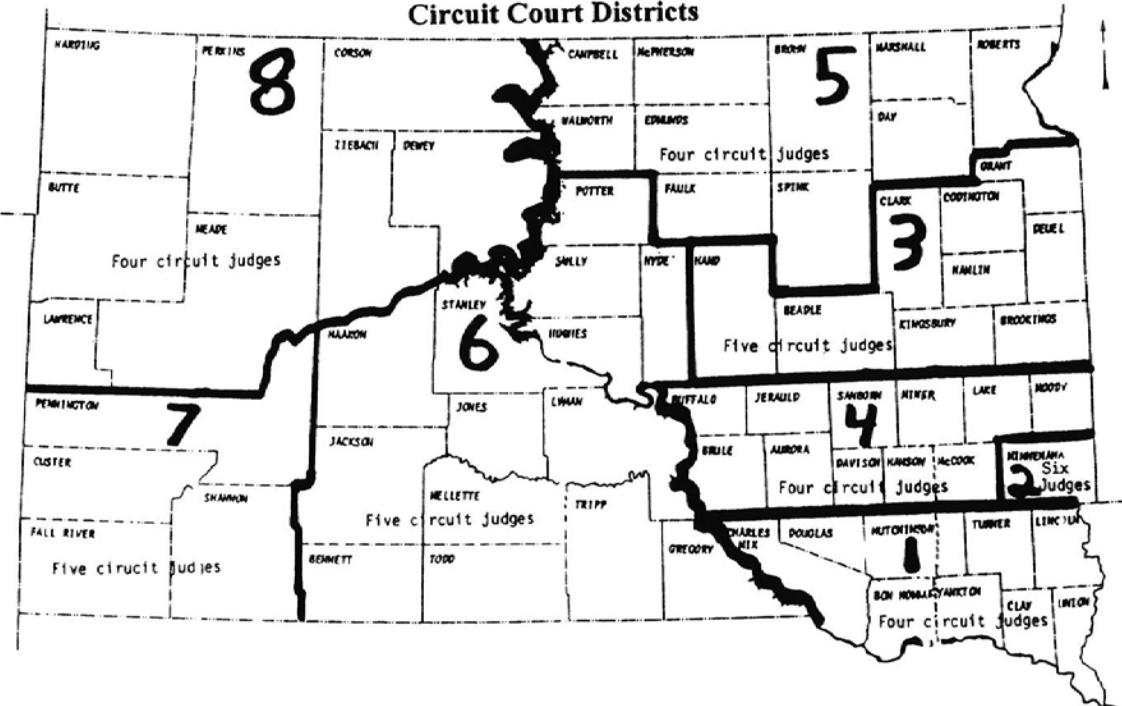 Circuit Court Districts
HARDING
PERKINS
8
CORSON
CAMPBELL
McPHERSON
BROWN
5
MARSHALL
ROBERTS
WALWORTH
EDMUNDS
DAY
Four circuit judges
ZIEBACH
DEWEY
GRANT
BUTTE
POTTER
FAULK
SPINK
CLARK
CODINGTON
3
MEADE
DEUEL
Four circuit judges
SULLY
HYDE
HAND
HAMLIN
LAWRENCE
STANLEY
6
HAAKON
HUGHES
BEADLE
KINGSBURY
BROOKINGS
Five circuit judges
PENNINGTON
7
JONES
LYMAN
BUFFALO
JERAULD
SANBORN
4
MINER
LAKE
MOODY
JACKSON
BRULE
AURORA
DAVISON
HANSON
McCOOK
MINNEHAHA
2
Six
Judges
CUSTER
SHANNON
Four circuit judges
MELLETTE
TRIPP
Five circuit judges
FALL RIVER
GREGORY
CHARLES
MIX
DOUGLAS
HUTCHINSON
1
TURNER
LINCOLN
BENNETT
TODD
Five cirucit judges
BON HOMME
YANKTON
CLAY
UNION
Four circuit judges